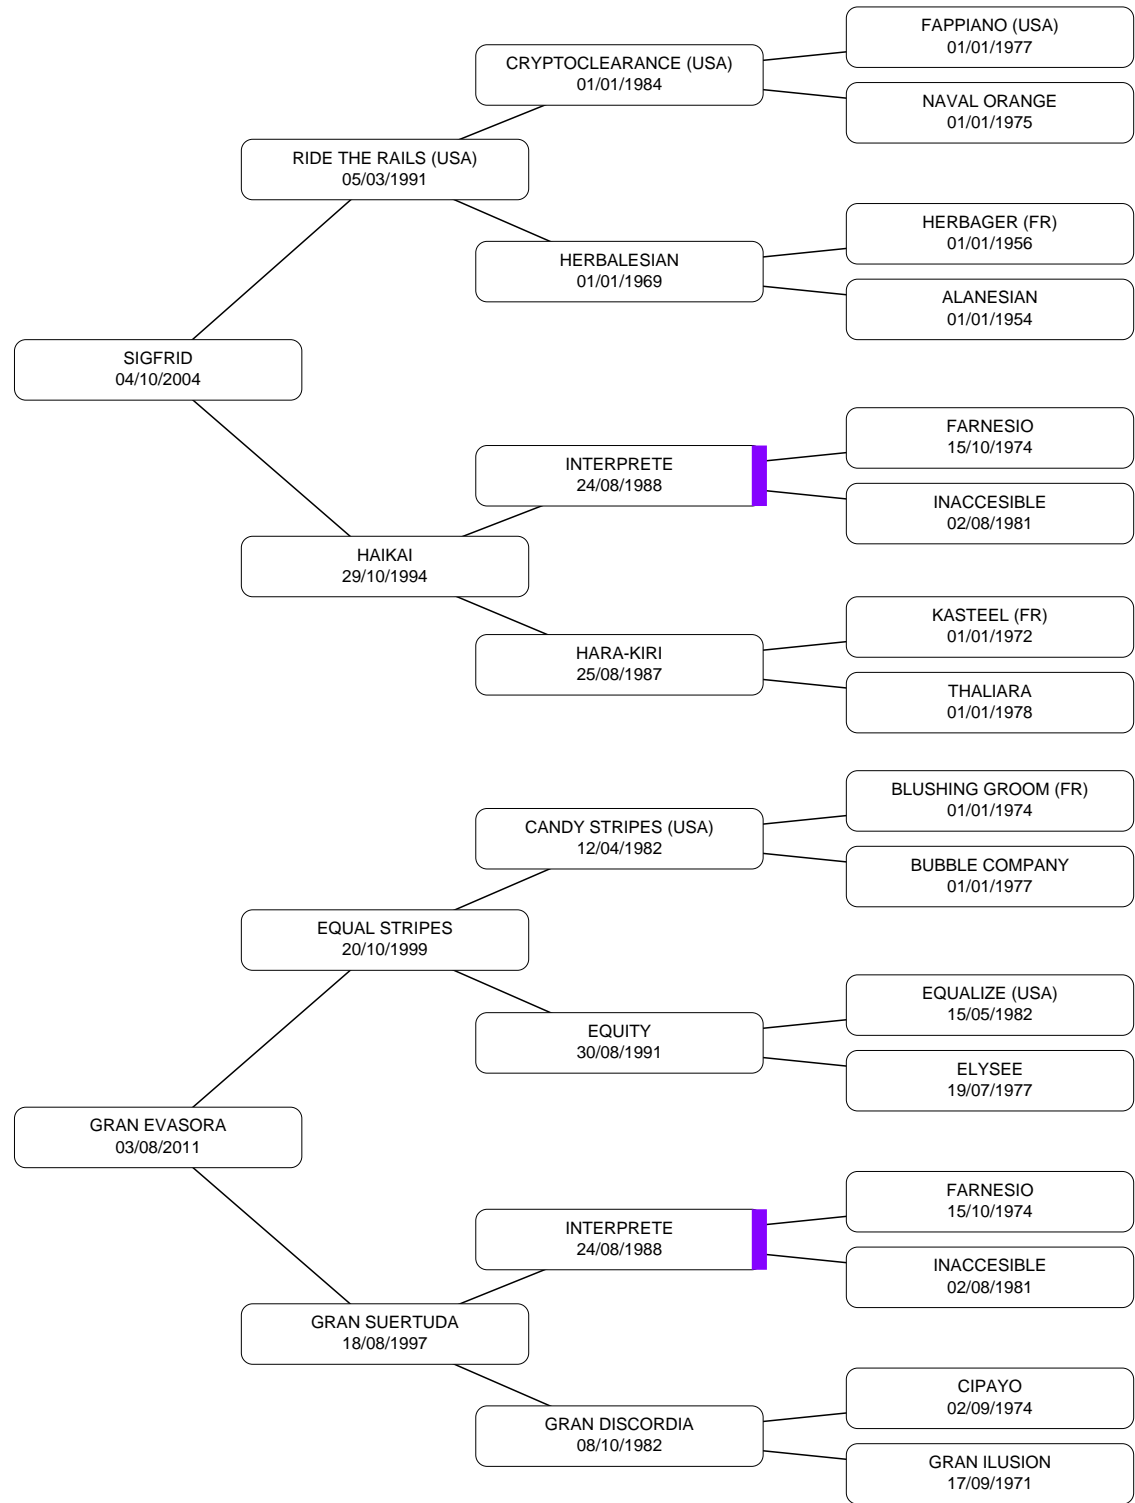 FAPPIANO (USA)
01/01/1977
CRYPTOCLEARANCE (USA)
01/01/1984
NAVAL ORANGE
01/01/1975
RIDE THE RAILS (USA)
05/03/1991
HERBAGER (FR)
01/01/1956
HERBALESIAN
01/01/1969
ALANESIAN
01/01/1954
SIGFRID
04/10/2004
FARNESIO
15/10/1974
INTERPRETE
24/08/1988
INACCESIBLE
02/08/1981
HAIKAI
29/10/1994
KASTEEL (FR)
01/01/1972
HARA-KIRI
25/08/1987
THALIARA
01/01/1978
BLUSHING GROOM (FR)
01/01/1974
CANDY STRIPES (USA)
12/04/1982
BUBBLE COMPANY
01/01/1977
EQUAL STRIPES
20/10/1999
EQUALIZE (USA)
15/05/1982
EQUITY
30/08/1991
ELYSEE
19/07/1977
GRAN EVASORA
03/08/2011
FARNESIO
15/10/1974
INTERPRETE
24/08/1988
INACCESIBLE
02/08/1981
GRAN SUERTUDA
18/08/1997
CIPAYO
02/09/1974
GRAN DISCORDIA
08/10/1982
GRAN ILUSION
17/09/1971